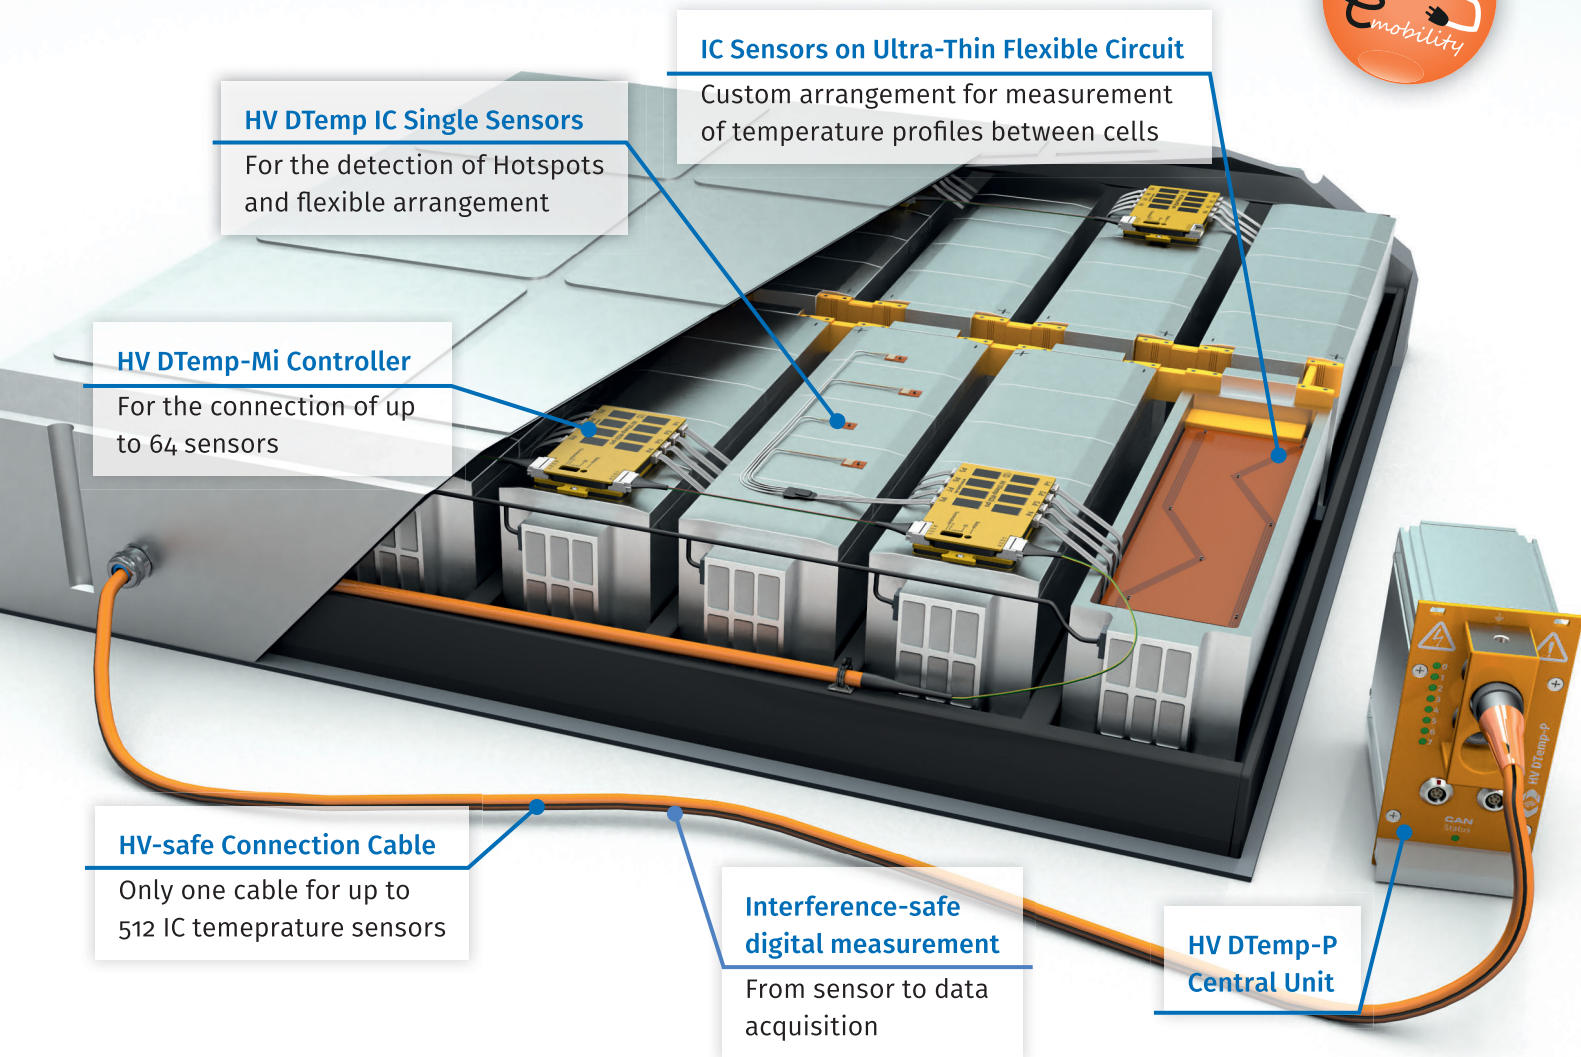 mobility
IC Sensors on Ultra-Thin Flexible Circuit
Custom arrangement for measurement
of temperature profiles between cells
HV DTemp IC Single Sensors
For the detection of Hotspots
and flexible arrangement
HV DTemp-Mi Controller
For the connection of up
to 64 sensors
HV-safe Connection Cable
Only one cable for up to
512 IC temeprature sensors
Interference-safe
digital measurement
From sensor to data
acquisition
HV DTemp-P
Central Unit
HV DTemp-P
CAN
Status